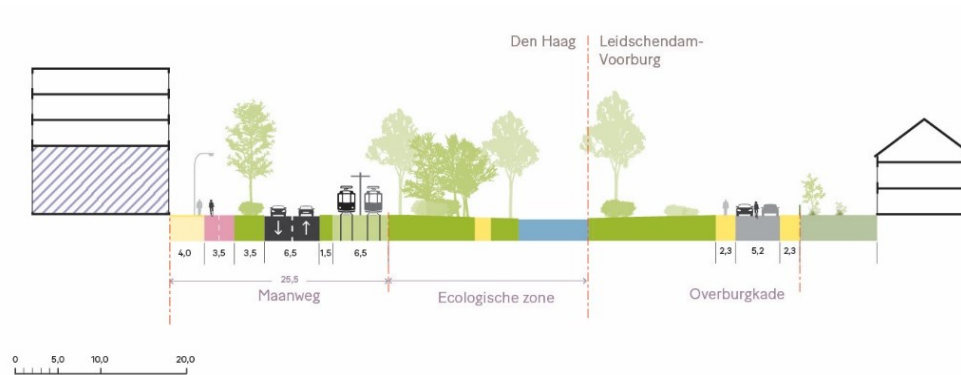 Den Haag
Leidschendam-
Voorburg
4,0
3,5
3,5
6,5
1,5
6,5
2,3
5,2
2,3
25,5
Maanweg
Ecologische zone
Overburgkade
0
5,0
10,0
20,0